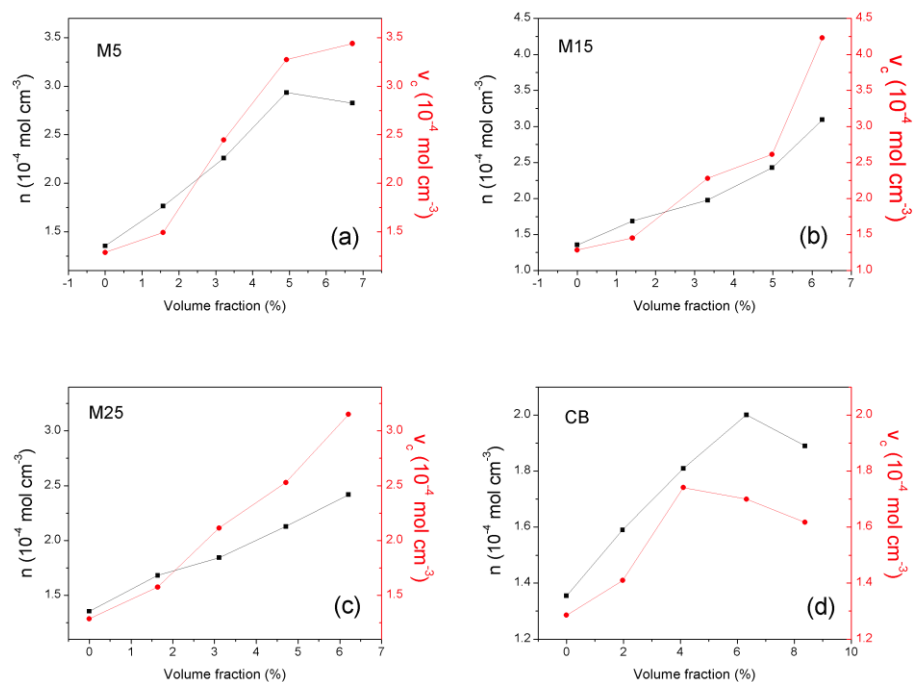 M5
n (10⁻⁴ mol cm⁻³)
3.5
3.0
2.5
2.0
1.5
-1 0 1 2 3 4 5 6 7
Volume fraction (%)
3.5
3.0
2.5
2.0
1.5
v_c (10⁻⁴ mol cm⁻³)
(a)
M15
n (10⁻⁴ mol cm⁻³)
4.5
4.0
3.5
3.0
2.5
2.0
1.5
1.0
-1 0 1 2 3 4 5 6 7
Volume fraction (%)
4.5
4.0
3.5
3.0
2.5
2.0
1.5
1.0
v_c (10⁻⁴ mol cm⁻³)
(b)
M25
n (10⁻⁴ mol cm⁻³)
3.0
2.5
2.0
1.5
0 1 2 3 4 5 6 7
Volume fraction (%)
3.0
2.5
2.0
1.5
v_c (10⁻⁴ mol cm⁻³)
(c)
CB
n (10⁻⁴ mol cm⁻³)
2.0
1.8
1.6
1.4
1.2
0 2 4 6 8 10
Volume fraction (%)
2.0
1.8
1.6
1.4
1.2
v_c (10⁻⁴ mol cm⁻³)
(d)